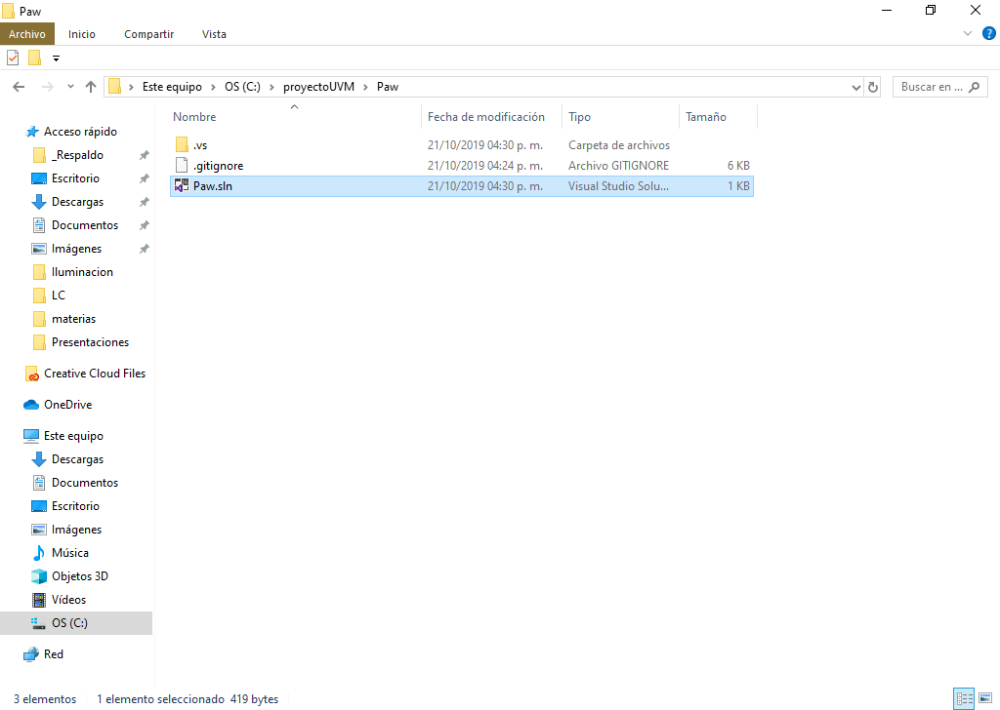 Paw
Archivo Inicio Compartir Vista
Este equipo OS (C:) proyectoUVM Paw
Buscar en ...
Nombre Fecha de modificación Tipo Tamaño
.vs 21/10/2019 04:30 p. m. Carpeta de archivos
.gitignore 21/10/2019 04:24 p. m. Archivo GITIGNORE 6 KB
Paw.sln 21/10/2019 04:30 p. m. Visual Studio Solu... 1 KB
Acceso rápido
_Respaldo
Escritorio
Descargas
Documentos
Imágenes
Iluminacion
LC
materias
Presentaciones
Creative Cloud Files
OneDrive
Este equipo
Descargas
Documentos
Escritorio
Imágenes
Música
Objetos 3D
Vídeos
OS (C:)
Red
3 elementos 1 elemento seleccionado 419 bytes